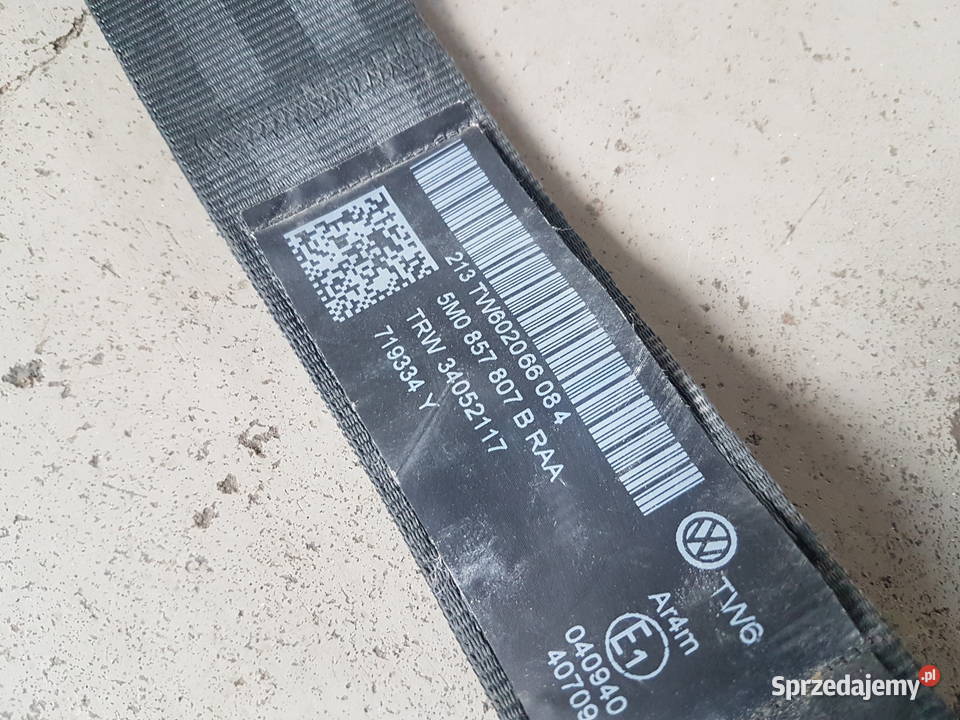 213 TW602066 08 4
5M0 857 807 B RAA
TRW 34052117
719334 Y
TW6
Ar4m
E1
040940
40709
Sprzedajemy.pl